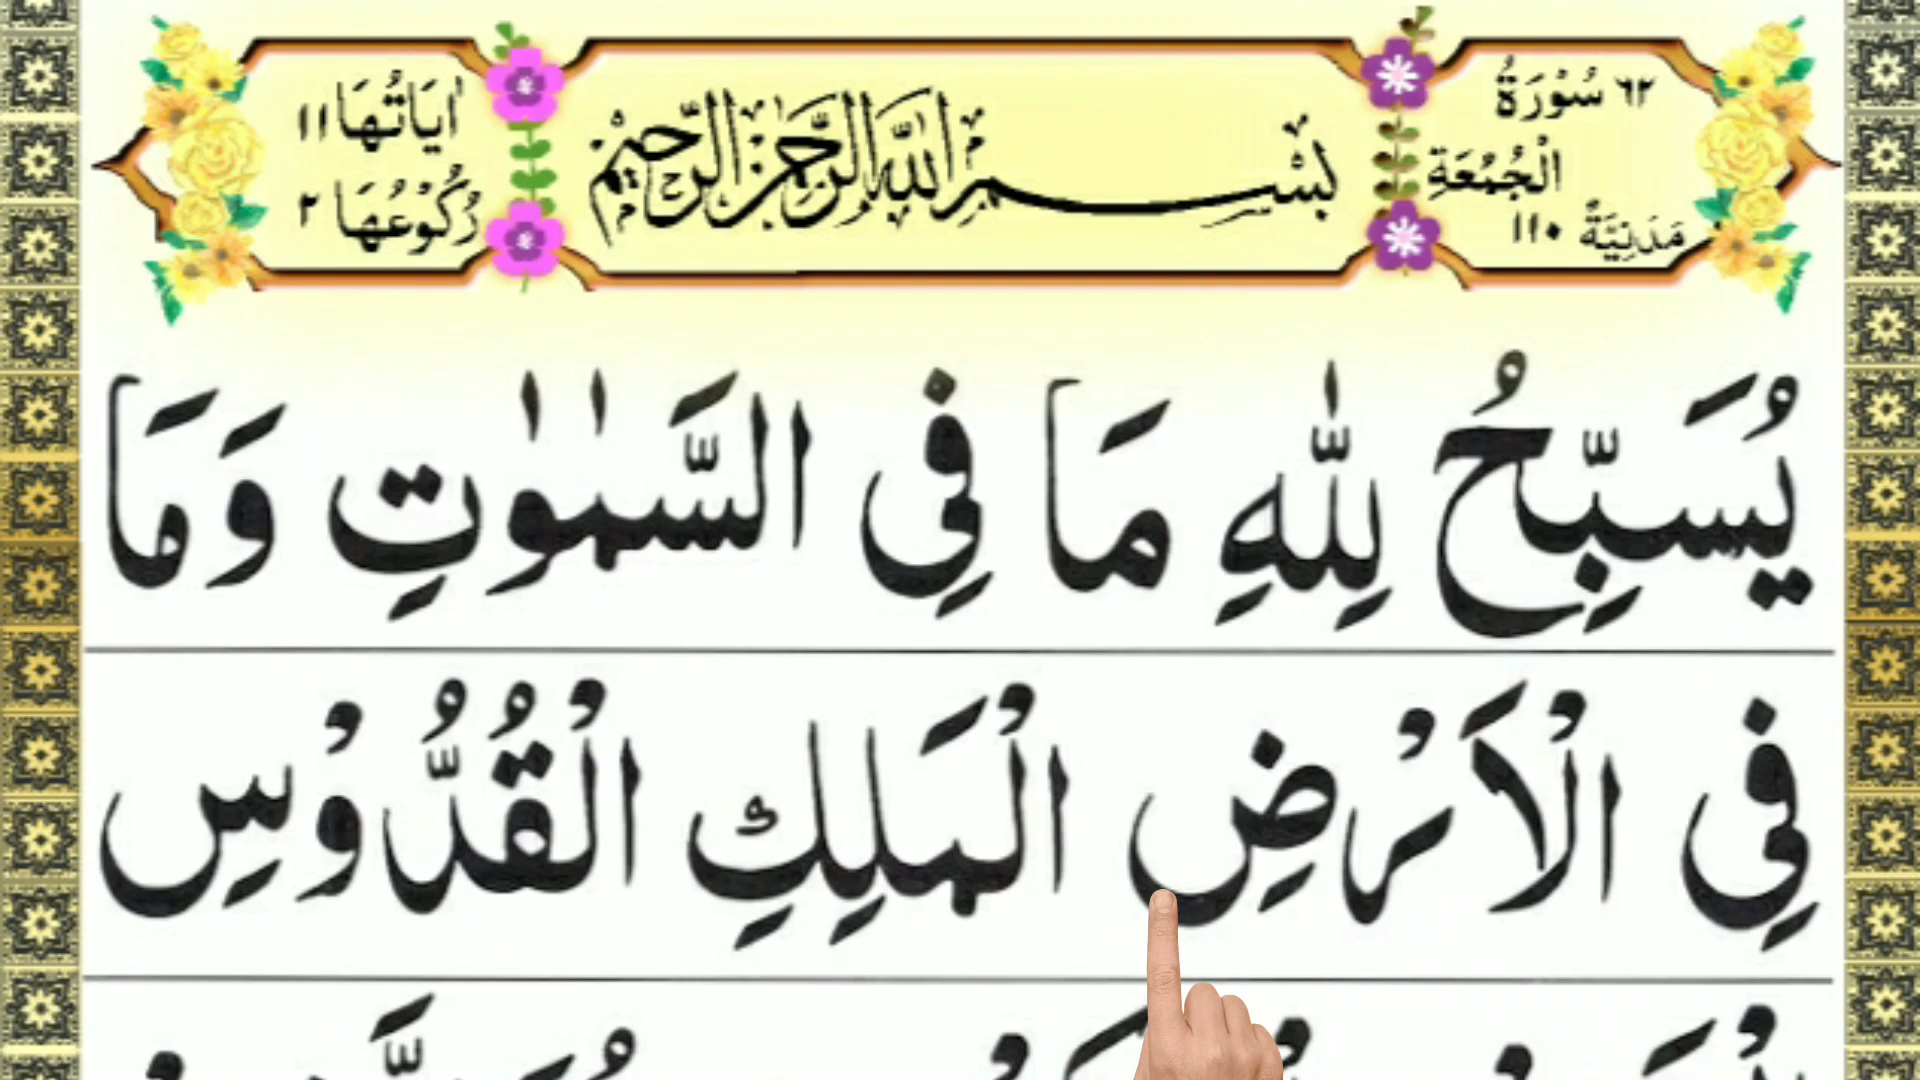 ٦٢ سُوْرَةُ
الْجُمُعَةِ
مَدَنِيَّةٌ ١١٠
بِسْمِ اللّٰهِ الرَّحْمٰنِ الرَّحِيْمِ
اٰيَاتُهَا ١١
رُكُوْعُهَا ٢
يُسَبِّحُ لِلّٰهِ مَا فِي السَّمٰوٰتِ وَمَا
فِي الْاَرْضِ الْمَلِكِ الْقُدُّوْسِ